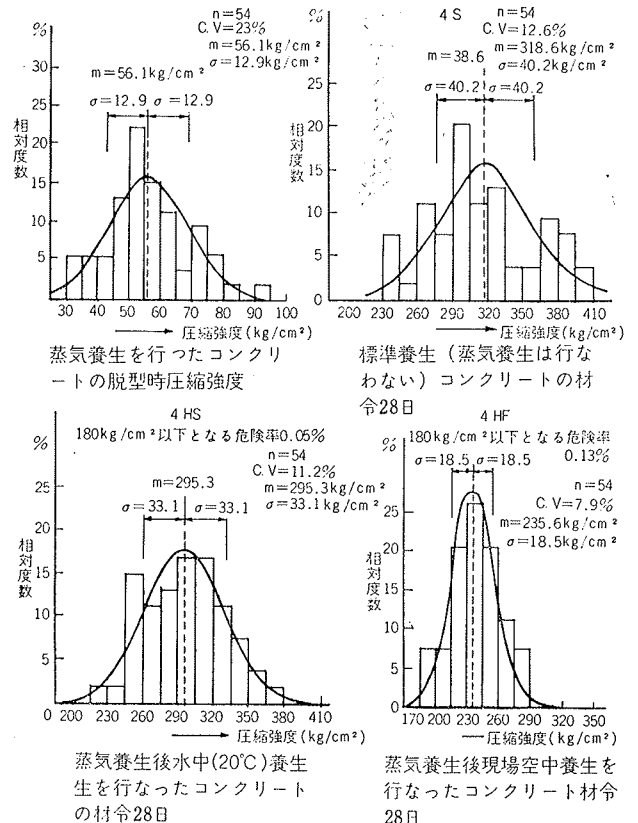 n=54
C.V=23%
m=56.1kg/cm²
σ=12.9kg/cm²
m=56.1kg/cm²
σ=12.9 σ=12.9
%
30
25
20
15
10
5
相対度数
30 40 50 60 70 80 90 100
圧縮強度(kg/cm²)
蒸気養生を行つたコンクリ
ートの脱型時圧縮強度
4 S
n=54
C.V=12.6%
m=318.6kg/cm²
σ=40.2kg/cm²
m=38.6
σ=40.2 σ=40.2
%
30
25
20
15
10
5
0
相対度数
200 230 260 290 320 350 380 410
圧縮強度(kg/cm²)
標準養生（蒸気養生は行な
わない）コンクリートの材
令28日
4 HS
180kg/cm²以下となる危険率0.05%
n=54
C.V=11.2%
m=295.3kg/cm²
σ=33.1kg/cm²
m=295.3
σ=33.1 σ=33.1
%
25
20
15
10
5
相対度数
0 200 230 260 290 320 350 380 410
圧縮強度(kg/cm²)
蒸気養生後水中(20℃)養生
生を行なったコンクリート
の材令28日
4 HF
180kg/cm²以下となる危険率
0.13%
σ=18.5 σ=18.5
n=54
C.V=7.9%
m=235.6kg/cm²
σ=18.5kg/cm²
%
25
20
15
10
5
0
相対度数
170 200 230 260 290 320 350
圧縮強度(kg/cm²)
蒸気養生後現場空中養生を
行なったコンクリート材令
28日